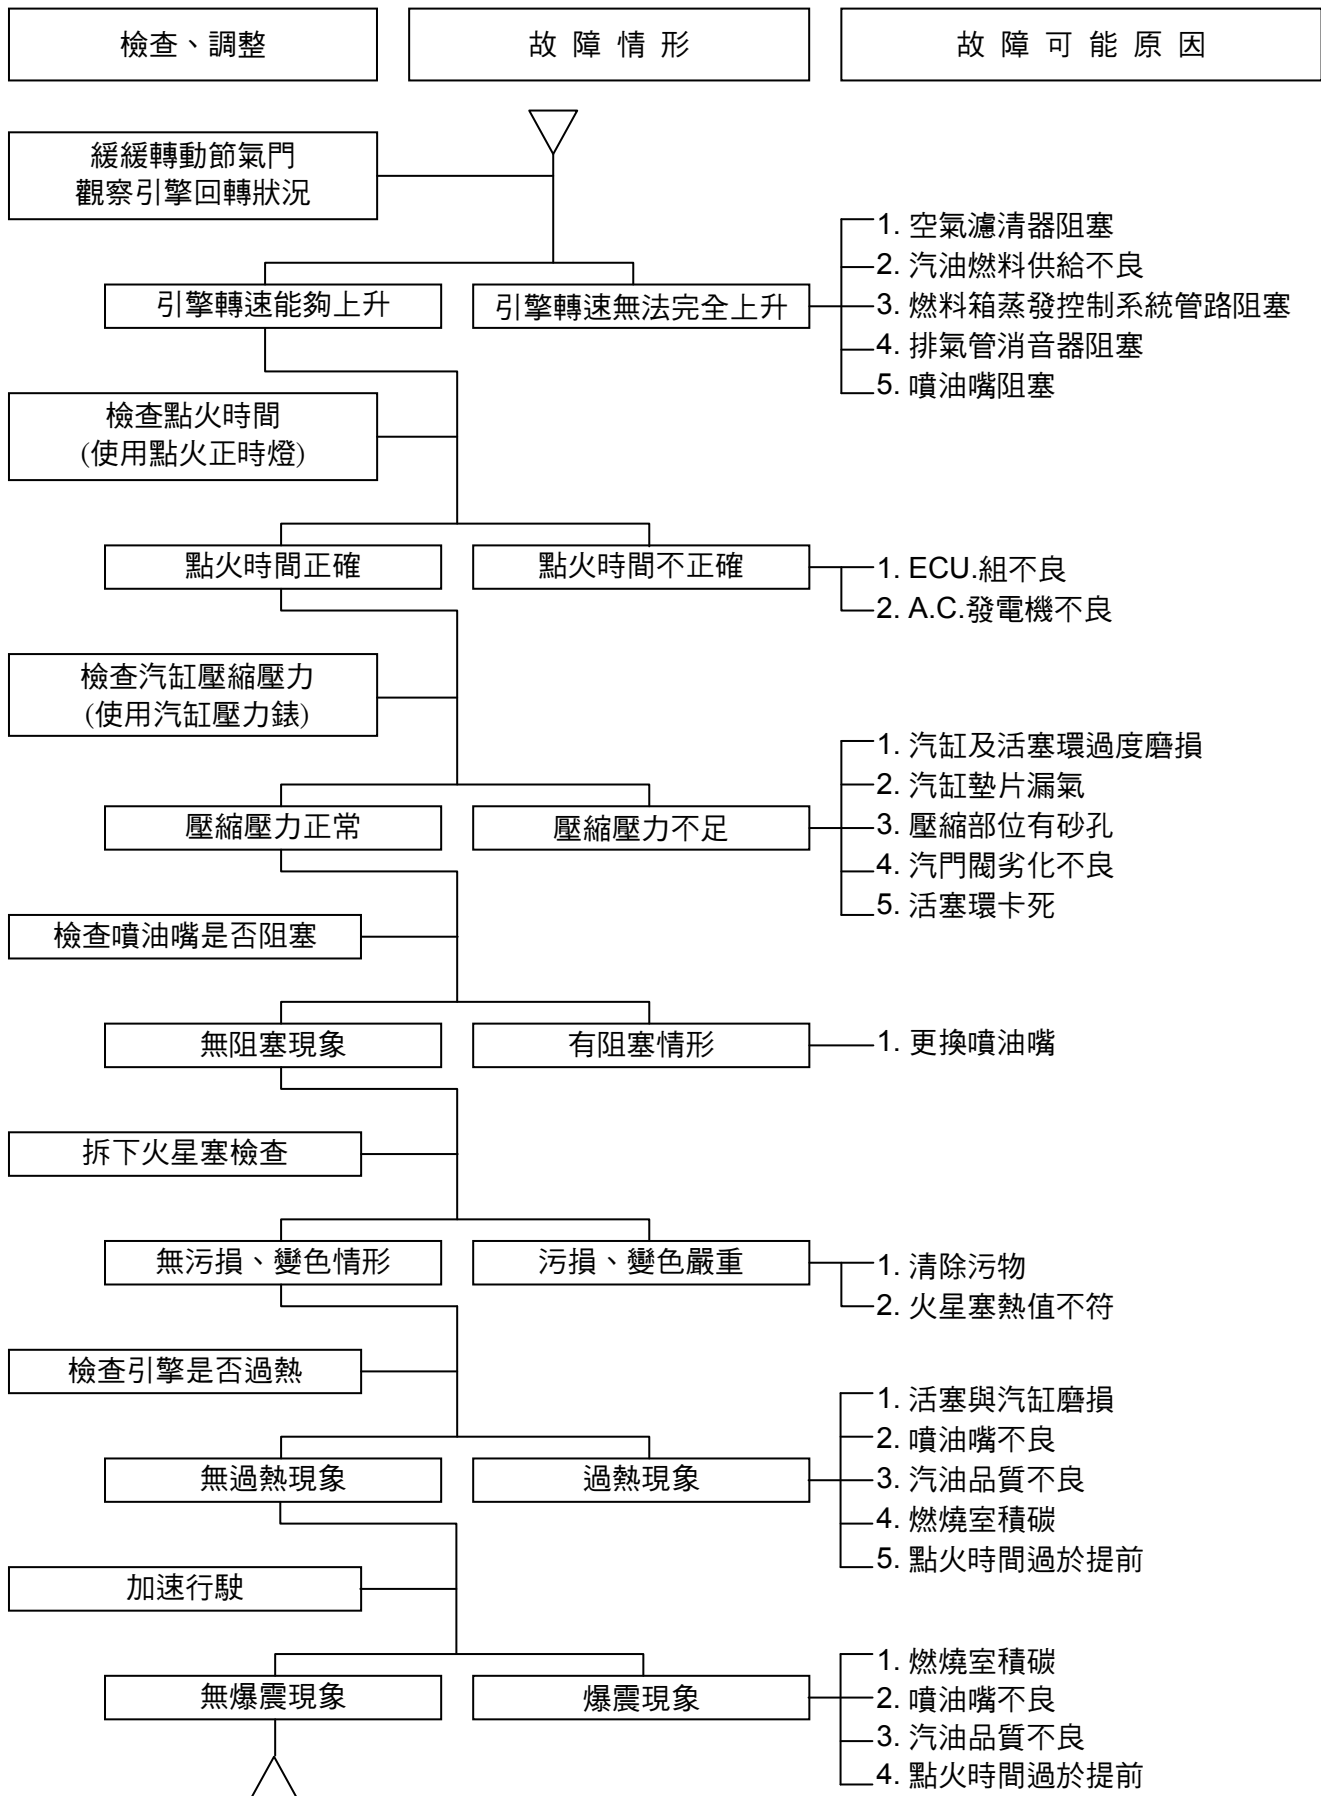 檢查、調整
故 障 情 形
故 障 可 能 原 因
緩緩轉動節氣門
觀察引擎回轉狀況
引擎轉速能夠上升
引擎轉速無法完全上升
1. 空氣濾清器阻塞
2. 汽油燃料供給不良
3. 燃料箱蒸發控制系統管路阻塞
4. 排氣管消音器阻塞
5. 噴油嘴阻塞
檢查點火時間
(使用點火正時燈)
點火時間正確
點火時間不正確
1. ECU.組不良
2. A.C.發電機不良
檢查汽缸壓縮壓力
(使用汽缸壓力錶)
壓縮壓力正常
壓縮壓力不足
1. 汽缸及活塞環過度磨損
2. 汽缸墊片漏氣
3. 壓縮部位有砂孔
4. 汽門閥劣化不良
5. 活塞環卡死
檢查噴油嘴是否阻塞
無阻塞現象
有阻塞情形
1. 更換噴油嘴
拆下火星塞檢查
無污損、變色情形
污損、變色嚴重
1. 清除污物
2. 火星塞熱值不符
檢查引擎是否過熱
無過熱現象
過熱現象
1. 活塞與汽缸磨損
2. 噴油嘴不良
3. 汽油品質不良
4. 燃燒室積碳
5. 點火時間過於提前
加速行駛
無爆震現象
爆震現象
1. 燃燒室積碳
2. 噴油嘴不良
3. 汽油品質不良
4. 點火時間過於提前